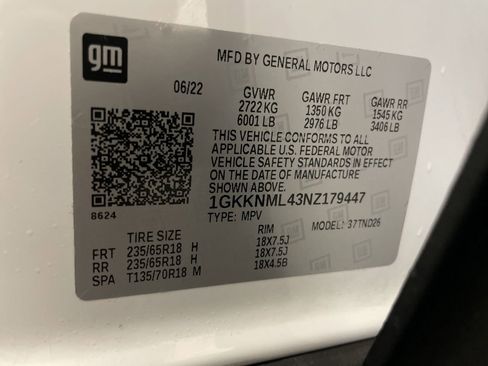 gm
MFD BY GENERAL MOTORS LLC
06/22 GVWR GAWR FRT GAWR RR
2722 KG 1350 KG 1545 KG
6001 LB 2976 LB 3406 LB
THIS VEHICLE CONFORMS TO ALL
APPLICABLE U.S. FEDERAL MOTOR
VEHICLE SAFETY STANDARDS IN EFFECT
ON THE DATE OF MANUFACTURE
SHOWN ABOVE.
8624 1GKKNML43NZ179447
TYPE: MPV MODEL: 37TND26
TIRE SIZE RIM
FRT 235/65R18 H 18X7.5J
RR 235/65R18 H 18X7.5J
SPA T135/70R18 M 18X4.5B